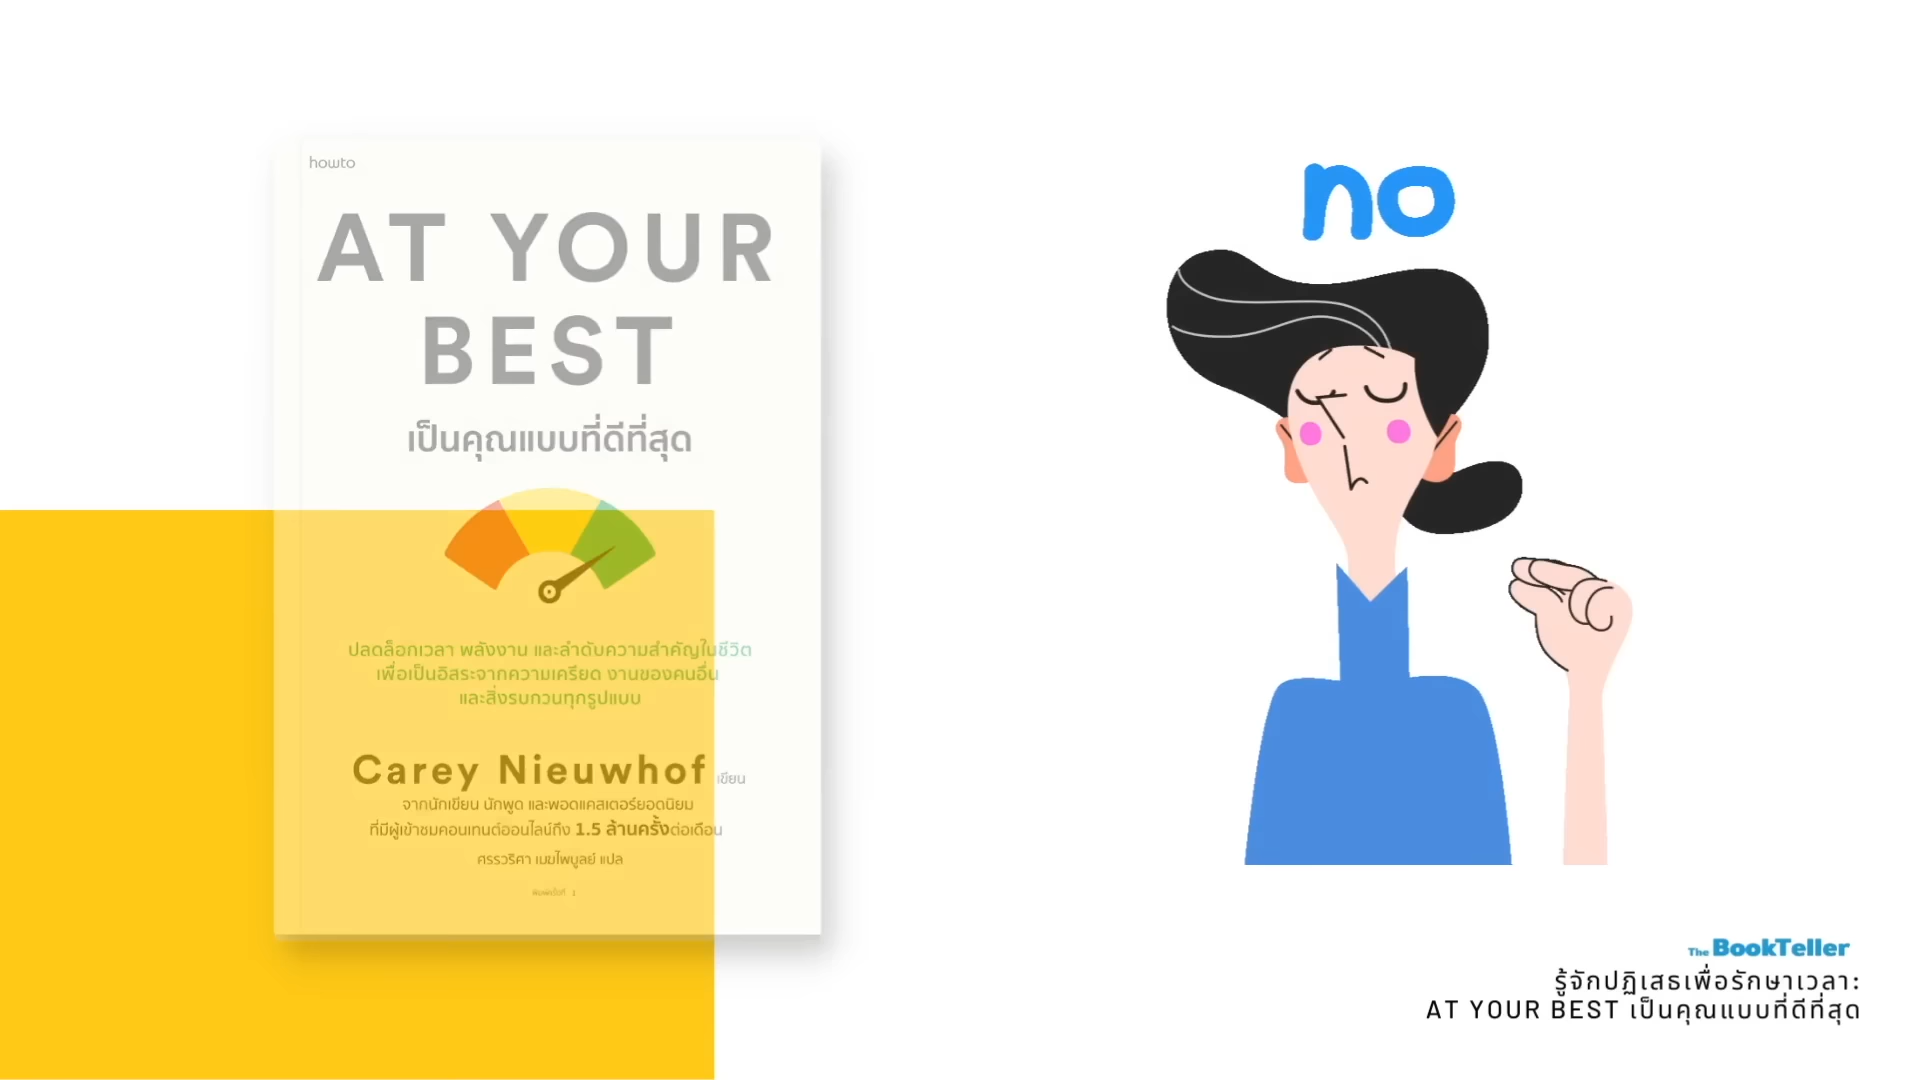 howto
AT YOUR
BEST
เป็นคุณแบบที่ดีที่สุด
ปลดล็อกเวลา พลังงาน และลำดับความสำคัญในชีวิต
เพื่อเป็นอิสระจากความเครียด งานของคนอื่น
และสิ่งรบกวนทุกรูปแบบ
Carey Nieuwhof เขียน
จากนักเขียน นักพูด และพอดแคสเตอร์ยอดนิยม
ที่มีผู้เข้าชมคอนเทนต์ออนไลน์ถึง 1.5 ล้านครั้งต่อเดือน
ศรรวริศา เมฆไพบูลย์ แปล
พิมพ์ครั้งที่ 1
no
The BookTeller
รู้จักปฏิเสธเพื่อรักษาเวลา:
AT YOUR BEST เป็นคุณแบบที่ดีที่สุด